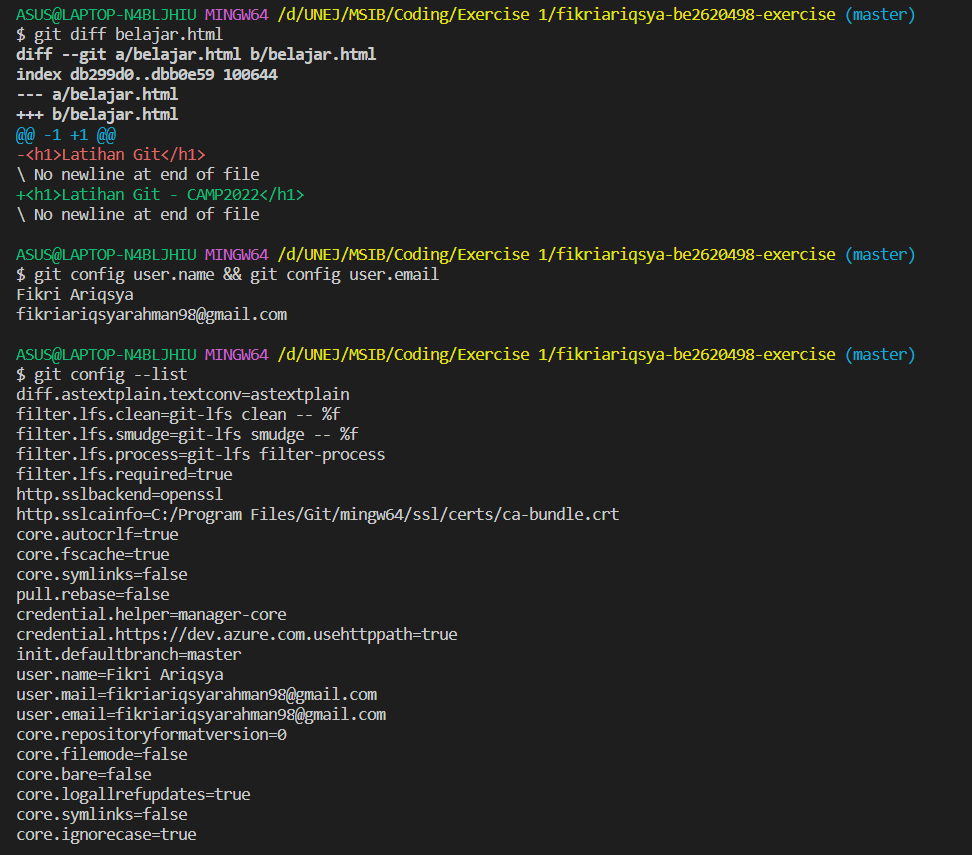 ASUS@LAPTOP-N4BLJHIU MINGW64 /d/UNEJ/MSIB/Coding/Exercise 1/fikriariqsya-be2620498-exercise (master)
$ git diff belajar.html
diff --git a/belajar.html b/belajar.html
index db299d0..dbb0e59 100644
--- a/belajar.html
+++ b/belajar.html
@@ -1 +1 @@
-<h1>Latihan Git</h1>
\ No newline at end of file
+<h1>Latihan Git - CAMP2022</h1>
\ No newline at end of file
ASUS@LAPTOP-N4BLJHIU MINGW64 /d/UNEJ/MSIB/Coding/Exercise 1/fikriariqsya-be2620498-exercise (master)
$ git config user.name && git config user.email
Fikri Ariqsya
fikriariqsyarahman98@gmail.com
ASUS@LAPTOP-N4BLJHIU MINGW64 /d/UNEJ/MSIB/Coding/Exercise 1/fikriariqsya-be2620498-exercise (master)
$ git config --list
diff.astextplain.textconv=astextplain
filter.lfs.clean=git-lfs clean -- %f
filter.lfs.smudge=git-lfs smudge -- %f
filter.lfs.process=git-lfs filter-process
filter.lfs.required=true
http.sslbackend=openssl
http.sslcainfo=C:/Program Files/Git/mingw64/ssl/certs/ca-bundle.crt
core.autocrlf=true
core.fscache=true
core.symlinks=false
pull.rebase=false
credential.helper=manager-core
credential.https://dev.azure.com.usehttppath=true
init.defaultbranch=master
user.name=Fikri Ariqsya
user.mail=fikriariqsyarahman98@gmail.com
user.email=fikriariqsyarahman98@gmail.com
core.repositoryformatversion=0
core.filemode=false
core.bare=false
core.logallrefupdates=true
core.symlinks=false
core.ignorecase=true